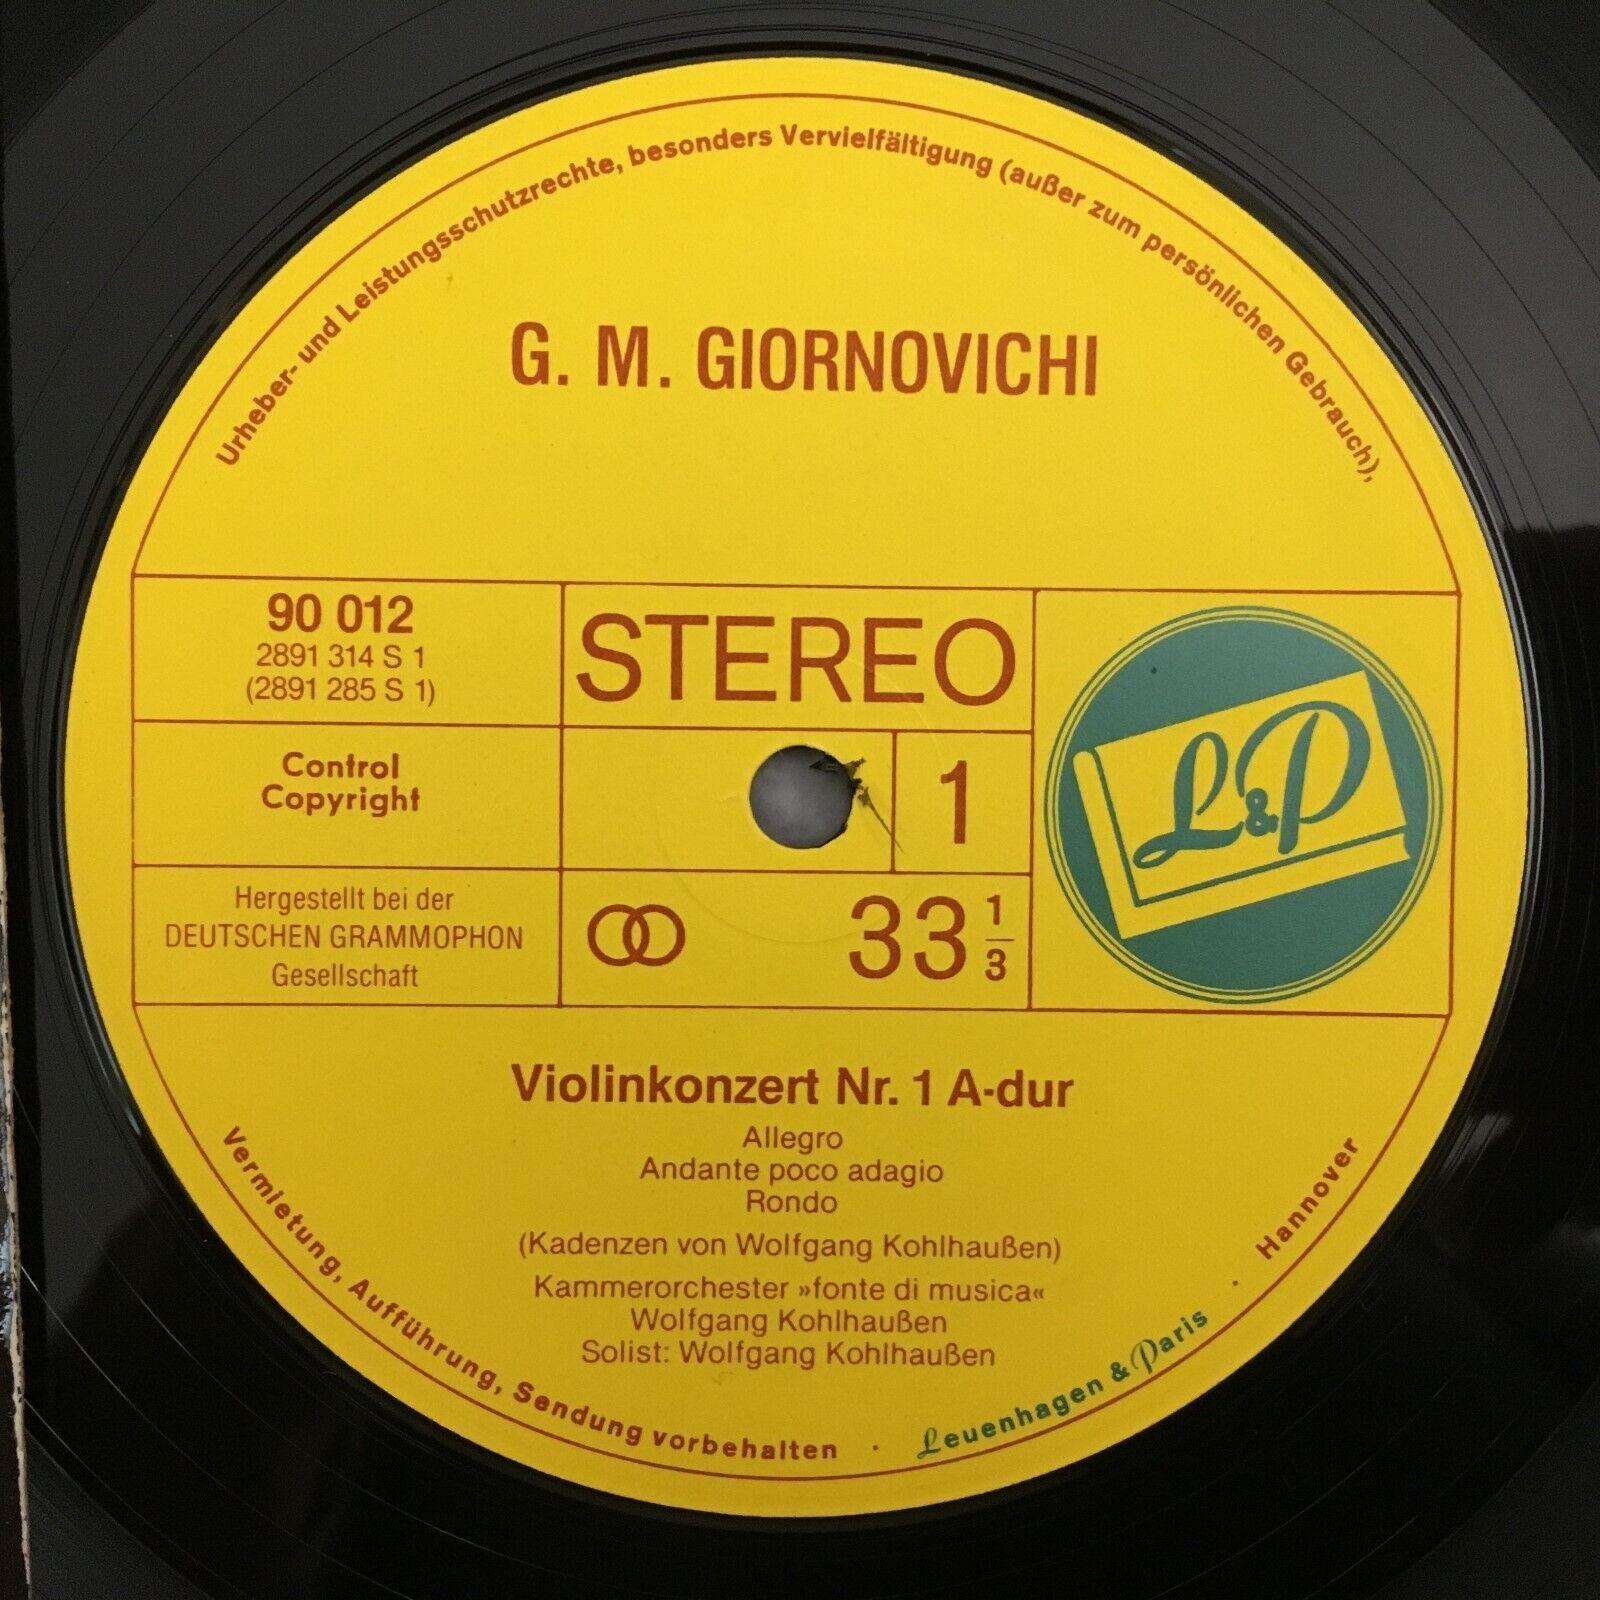 Urheber- und Leistungsschutzrechte, besonders Vervielfältigung (außer zum persönlichen Gebrauch),
G. M. GIORNOVICHI
90 012
2891 314 S 1
(2891 285 S 1)
STEREO
Control
Copyright
1
L&P
Hergestellt bei der
DEUTSCHEN GRAMMOPHON
Gesellschaft
33 1/3
Violinkonzert Nr. 1 A-dur
Allegro
Andante poco adagio
Rondo
(Kadenzen von Wolfgang Kohlhaußen)
Kammerorchester »fonte di musica«
Wolfgang Kohlhaußen
Solist: Wolfgang Kohlhaußen
Vermietung, Aufführung, Sendung vorbehalten · Leuenhagen & Paris · Hannover